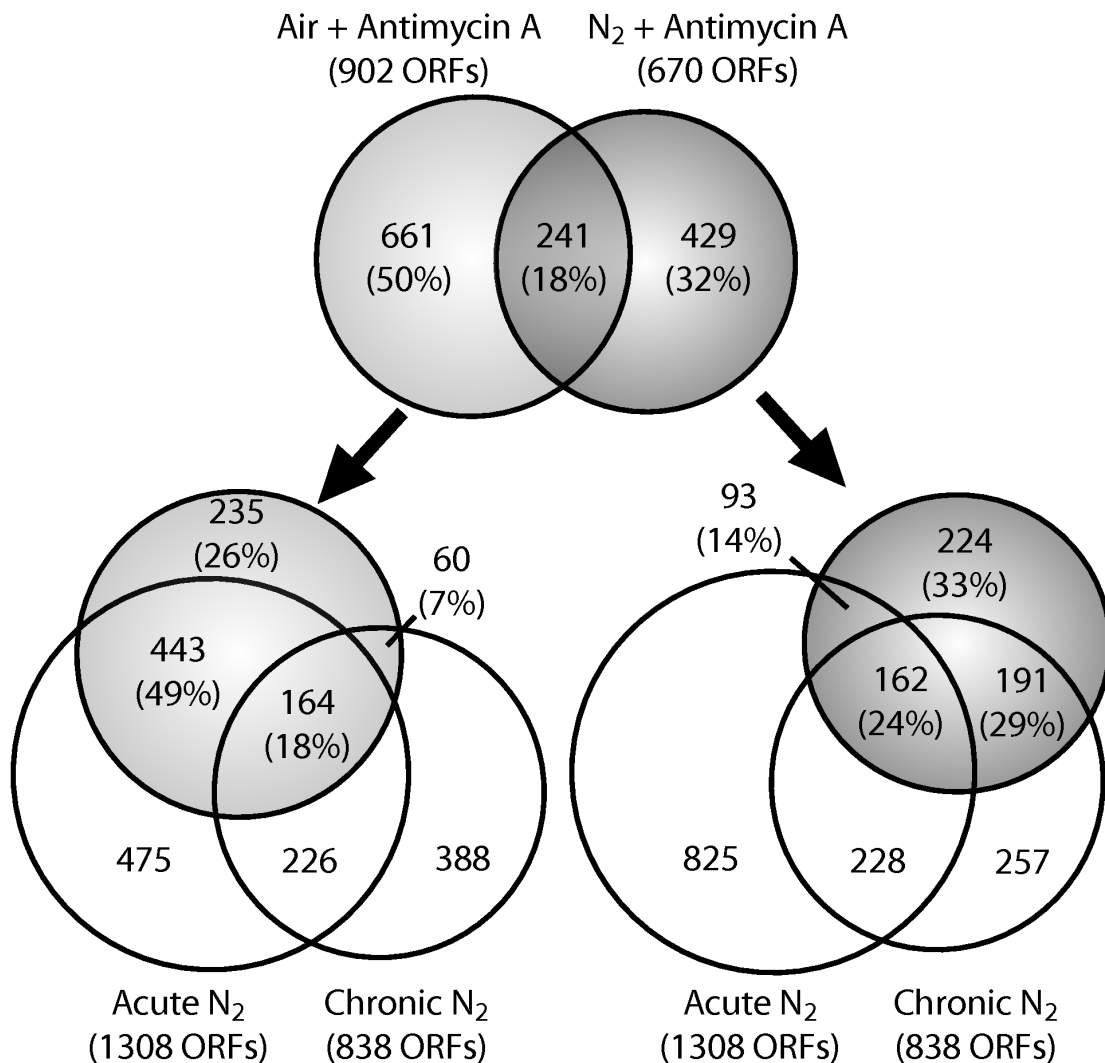 Air + Antimycin A
(902 ORFs)
N₂ + Antimycin A
(670 ORFs)
661
(50%)
241
(18%)
429
(32%)
235
(26%)
60
(7%)
443
(49%)
164
(18%)
475
226
388
Acute N₂
(1308 ORFs)
Chronic N₂
(838 ORFs)
93
(14%)
224
(33%)
162
(24%)
191
(29%)
825
228
257
Acute N₂
(1308 ORFs)
Chronic N₂
(838 ORFs)